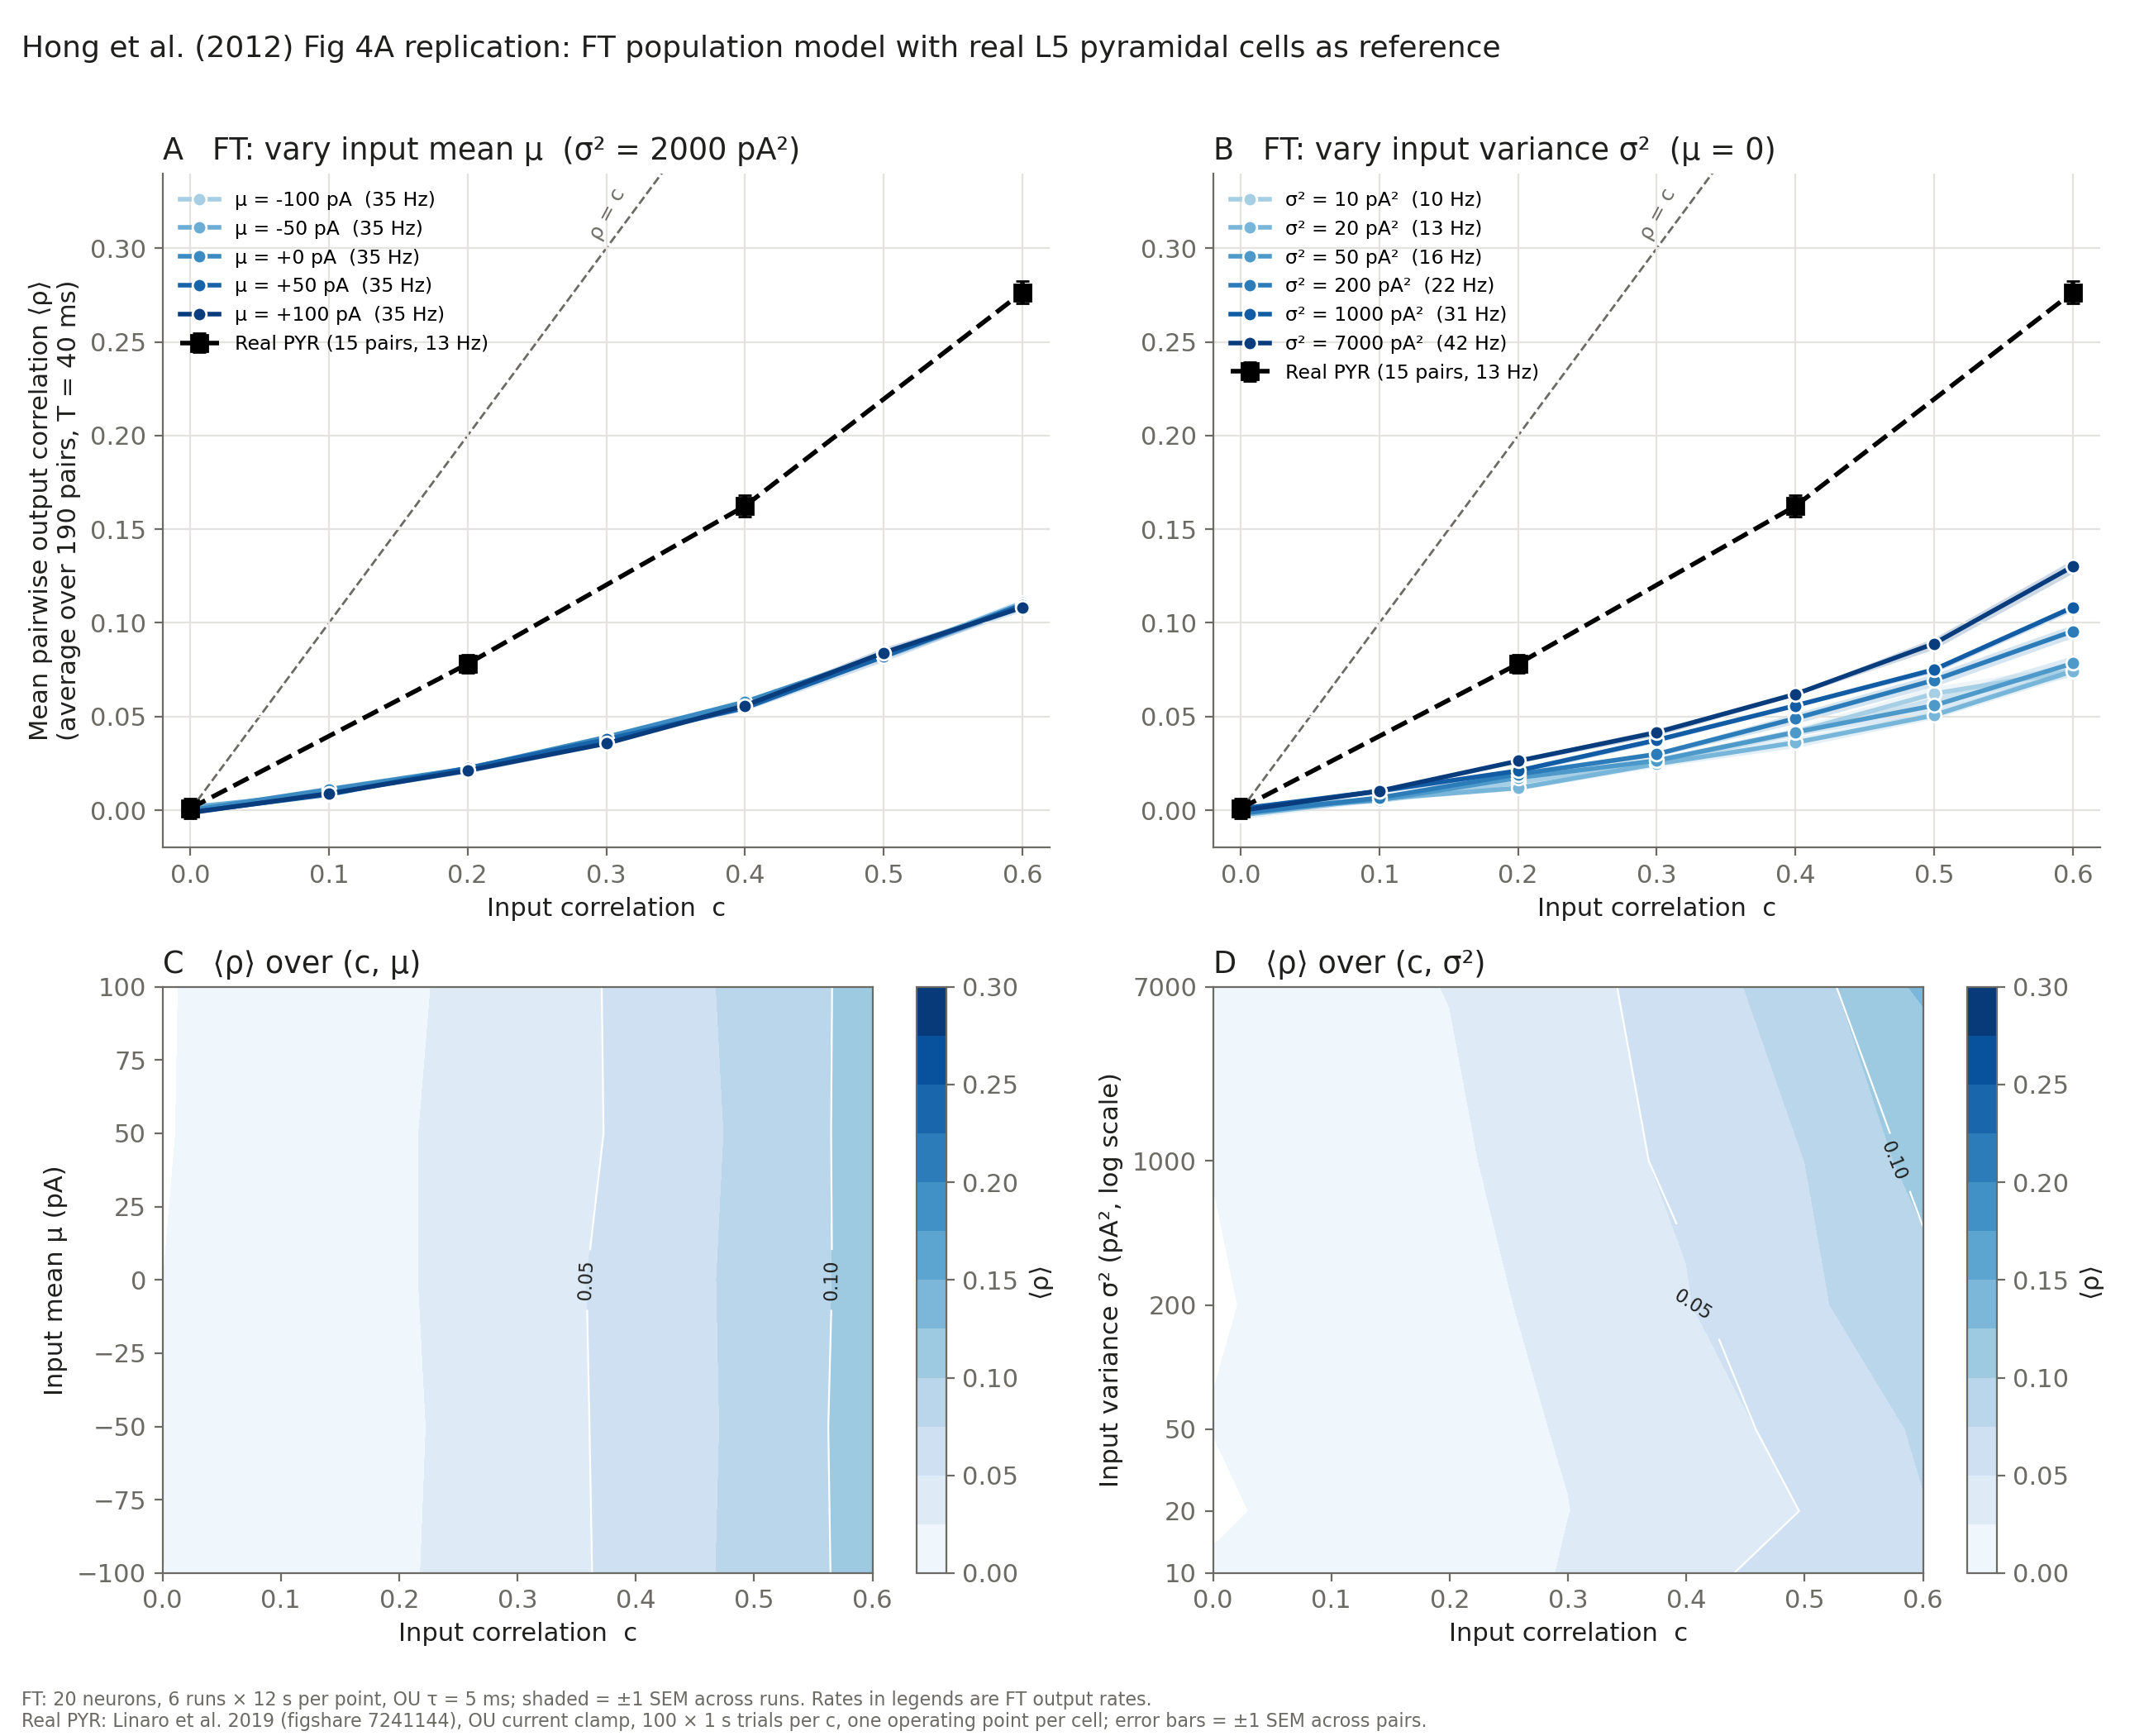 Hong et al. (2012) Fig 4A replication: FT population model with real L5 pyramidal cells as reference
A FT: vary input mean μ (σ² = 2000 pA²)
μ = -100 pA (35 Hz)
μ = -50 pA (35 Hz)
μ = +0 pA (35 Hz)
μ = +50 pA (35 Hz)
μ = +100 pA (35 Hz)
Real PYR (15 pairs, 13 Hz)
ρ = c
Mean pairwise output correlation ⟨ρ⟩
(average over 190 pairs, T = 40 ms)
0.30
0.25
0.20
0.15
0.10
0.05
0.00
0.0 0.1 0.2 0.3 0.4 0.5 0.6
Input correlation c
B FT: vary input variance σ² (μ = 0)
σ² = 10 pA² (10 Hz)
σ² = 20 pA² (13 Hz)
σ² = 50 pA² (16 Hz)
σ² = 200 pA² (22 Hz)
σ² = 1000 pA² (31 Hz)
σ² = 7000 pA² (42 Hz)
Real PYR (15 pairs, 13 Hz)
ρ = c
0.30
0.25
0.20
0.15
0.10
0.05
0.00
0.0 0.1 0.2 0.3 0.4 0.5 0.6
Input correlation c
C ⟨ρ⟩ over (c, μ)
Input mean μ (pA)
100
75
50
25
0
−25
−50
−75
−100
0.05
0.10
0.0 0.1 0.2 0.3 0.4 0.5 0.6
Input correlation c
0.30
0.25
0.20
0.15
0.10
0.05
0.00
⟨ρ⟩
D ⟨ρ⟩ over (c, σ²)
Input variance σ² (pA², log scale)
7000
1000
200
50
20
10
0.10
0.05
0.0 0.1 0.2 0.3 0.4 0.5 0.6
Input correlation c
0.30
0.25
0.20
0.15
0.10
0.05
0.00
⟨ρ⟩
FT: 20 neurons, 6 runs × 12 s per point, OU τ = 5 ms; shaded = ±1 SEM across runs. Rates in legends are FT output rates.
Real PYR: Linaro et al. 2019 (figshare 7241144), OU current clamp, 100 × 1 s trials per c, one operating point per cell; error bars = ±1 SEM across pairs.